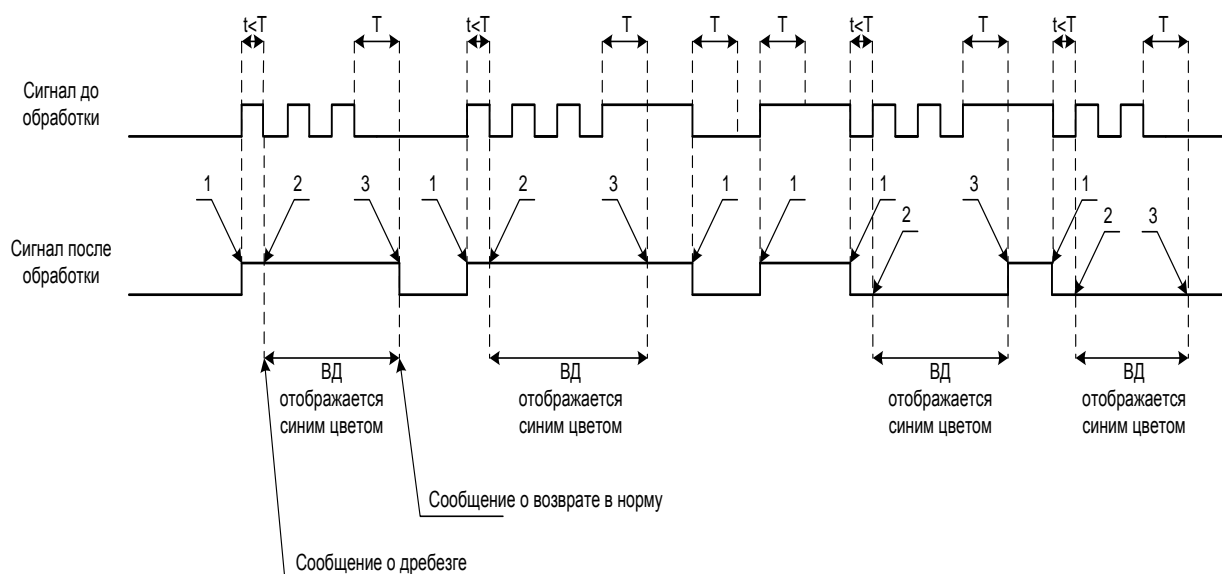 t<T T t<T T T T t<T T t<T T
Сигнал до
обработки
1 2 3 1 2 3 1 1 1 3 1
2 2 3
Сигнал после
обработки
ВД ВД ВД ВД
отображается отображается отображается отображается
синим цветом синим цветом синим цветом синим цветом
Сообщение о возврате в норму
Сообщение о дребезге